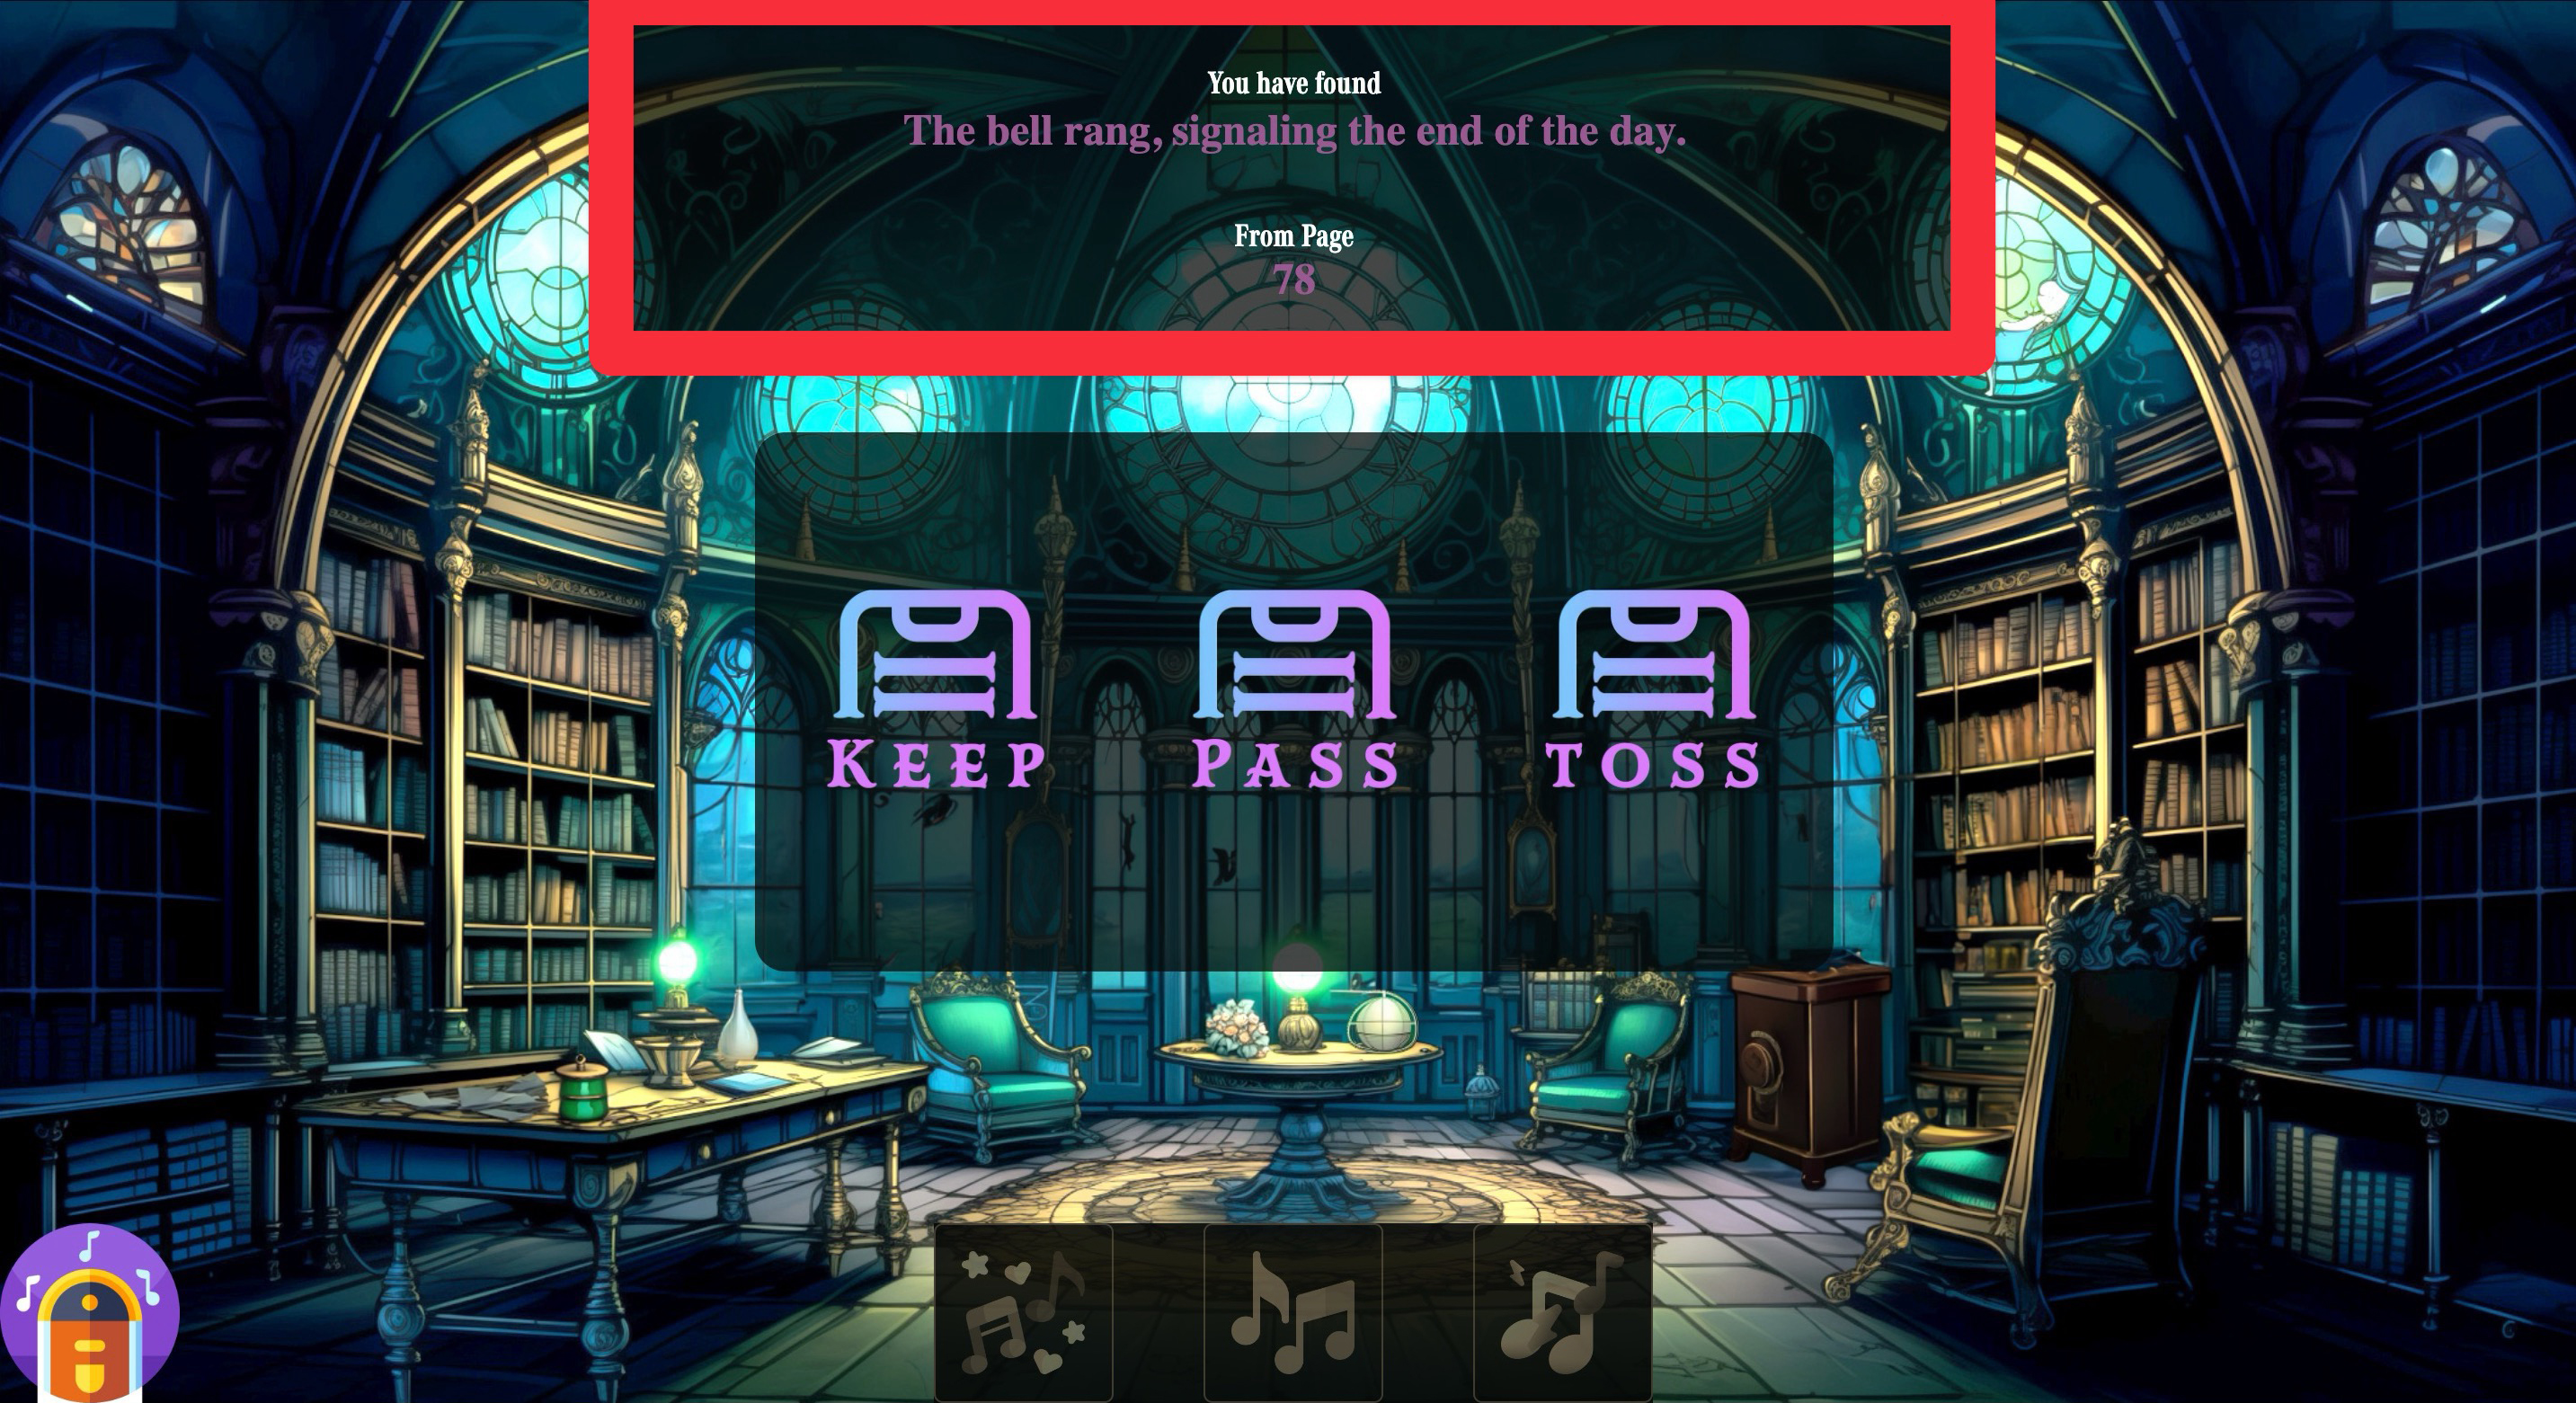 You have found
The bell rang, signaling the end of the day.
From Page
78
KEEP
PASS
TOSS